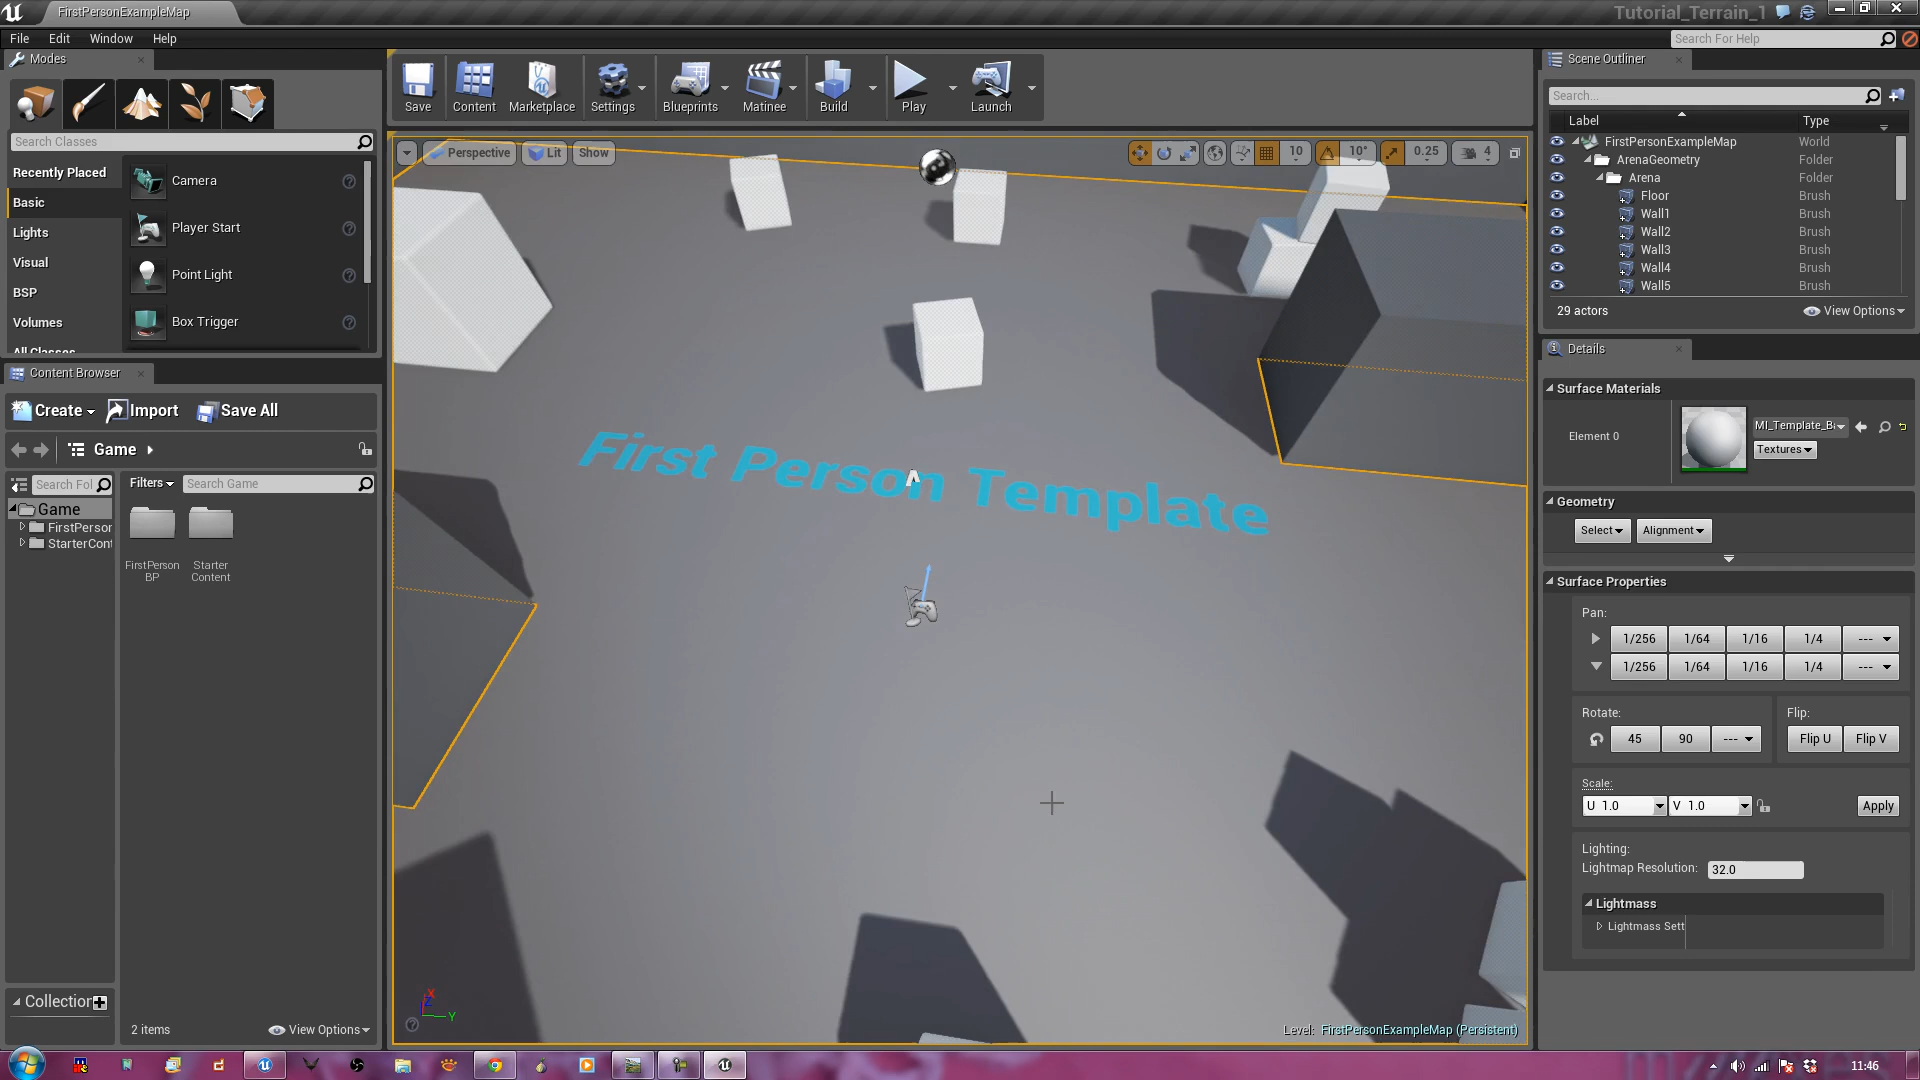 FirstPersonExampleMap
Tutorial_Terrain_1
File Edit Window Help
Search For Help
Modes
Search Classes
Recently Placed
Basic
Lights
Visual
BSP
Volumes
All Classes
Camera
Player Start
Point Light
Box Trigger
Save
Content
Marketplace
Settings
Blueprints
Matinee
Build
Play
Launch
Perspective
Lit
Show
10
10°
0.25
4
First Person Template
Level: FirstPersonExampleMap (Persistent)
X
Z
Y
Content Browser
Create
Import
Save All
Game
Search Fol
Filters
Search Game
Game
FirstPerson
StarterCont
FirstPerson
BP
Starter
Content
Collection
2 items
View Options
Scene Outliner
Search...
Label Type
FirstPersonExampleMap World
ArenaGeometry Folder
Arena Folder
Floor Brush
Wall1 Brush
Wall2 Brush
Wall3 Brush
Wall4 Brush
Wall5 Brush
29 actors
View Options
Details
Surface Materials
Element 0
MI_Template_Ba
Textures
Geometry
Select
Alignment
Surface Properties
Pan:
1/256 1/64 1/16 1/4 ---
1/256 1/64 1/16 1/4 ---
Rotate:
Flip:
45 90 ---
Flip U Flip V
Scale:
U 1.0
V 1.0
Apply
Lighting:
Lightmap Resolution: 32.0
Lightmass
Lightmass Sett
11:46